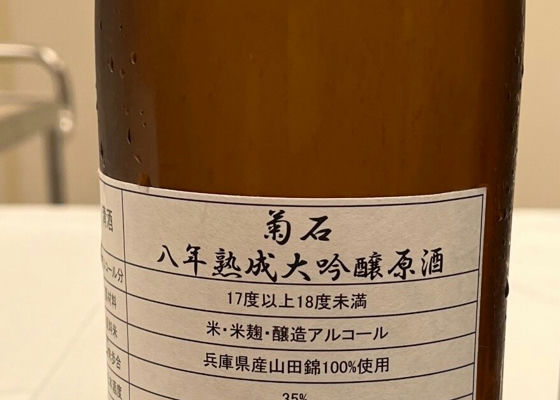 菊石
八年熟成大吟醸原酒
17度以上18度未満
米・米麹・醸造アルコール
兵庫県産山田錦100%使用
35%